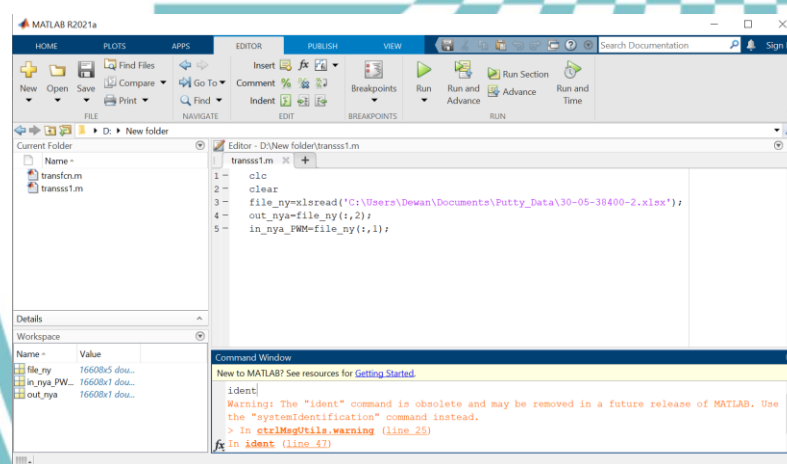 MATLAB R2021a
HOME PLOTS APPS EDITOR PUBLISH VIEW Search Documentation Sign
New Open Save Find Files Compare Print Go To Find Insert fx Comment % Indent Breakpoints Run Run and Advance Run Section Advance Run and Time
FILE NAVIGATE EDIT BREAKPOINTS RUN
D: New folder
Current Folder
Name
transfcn.m
transss1.m
Editor - D:\New folder\transss1.m
transss1.m
1 clc
2 clear
3 file_ny=xlsread('C:\Users\Dewan\Documents\Putty_Data\30-05-38400-2.xlsx');
4 out_nya=file_ny(:,2);
5 in_nya_PWM=file_ny(:,1);
Details
Workspace
Name Value
file_ny 16608x5 dou...
in_nya_PW... 16608x1 dou...
out_nya 16608x1 dou...
Command Window
New to MATLAB? See resources for Getting Started.
ident
Warning: The "ident" command is obsolete and may be removed in a future release of MATLAB. Use
the "systemIdentification" command instead.
> In ctrlMsgUtils.warning (line 25)
fx In ident (line 47)